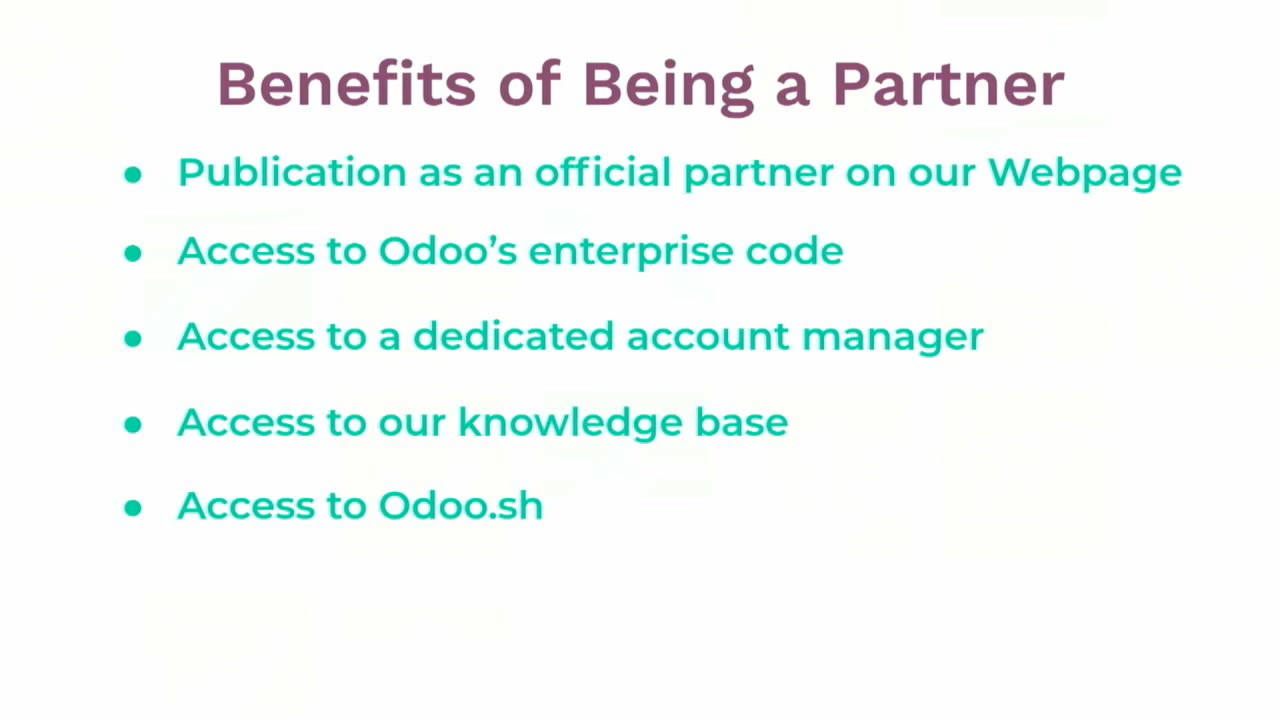 Benefits of Being a Partner
● Publication as an official partner on our Webpage
● Access to Odoo’s enterprise code
● Access to a dedicated account manager
● Access to our knowledge base
● Access to Odoo.sh